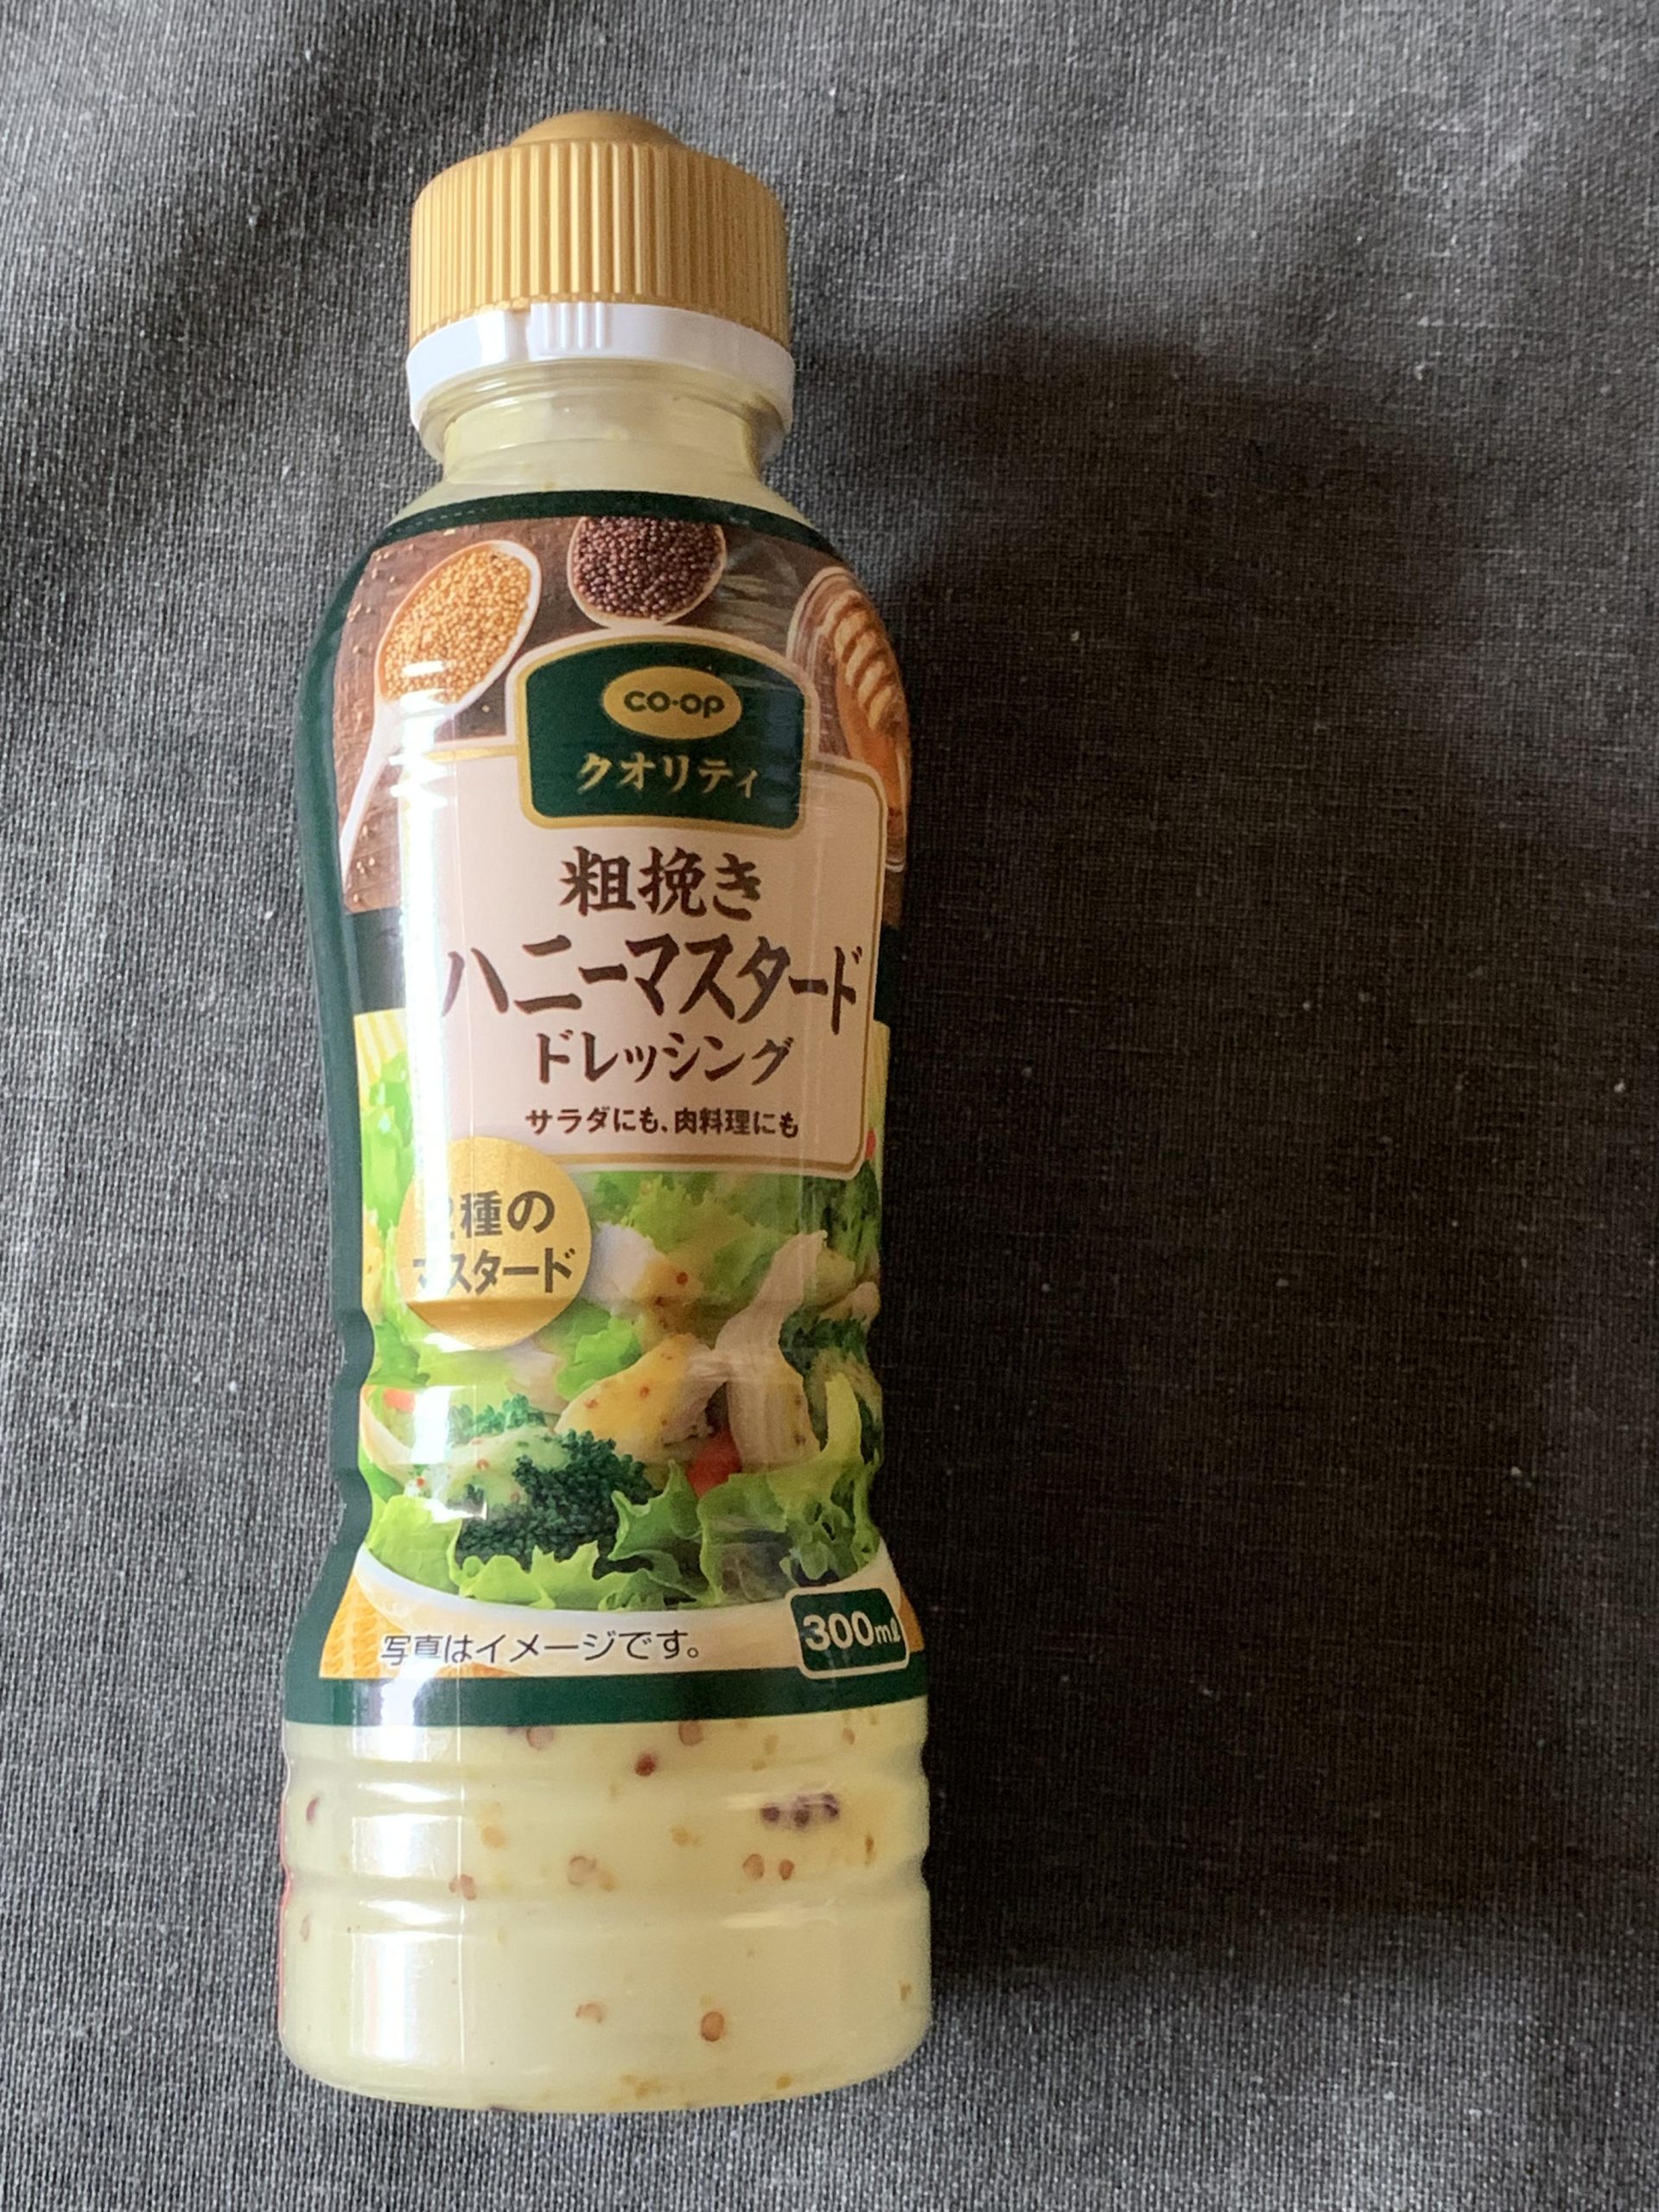 CO·OP
クオリティ
粗挽き
ハニーマスタード
ドレッシング
サラダにも、肉料理にも
2種の
マスタード
写真はイメージです。
300mℓ